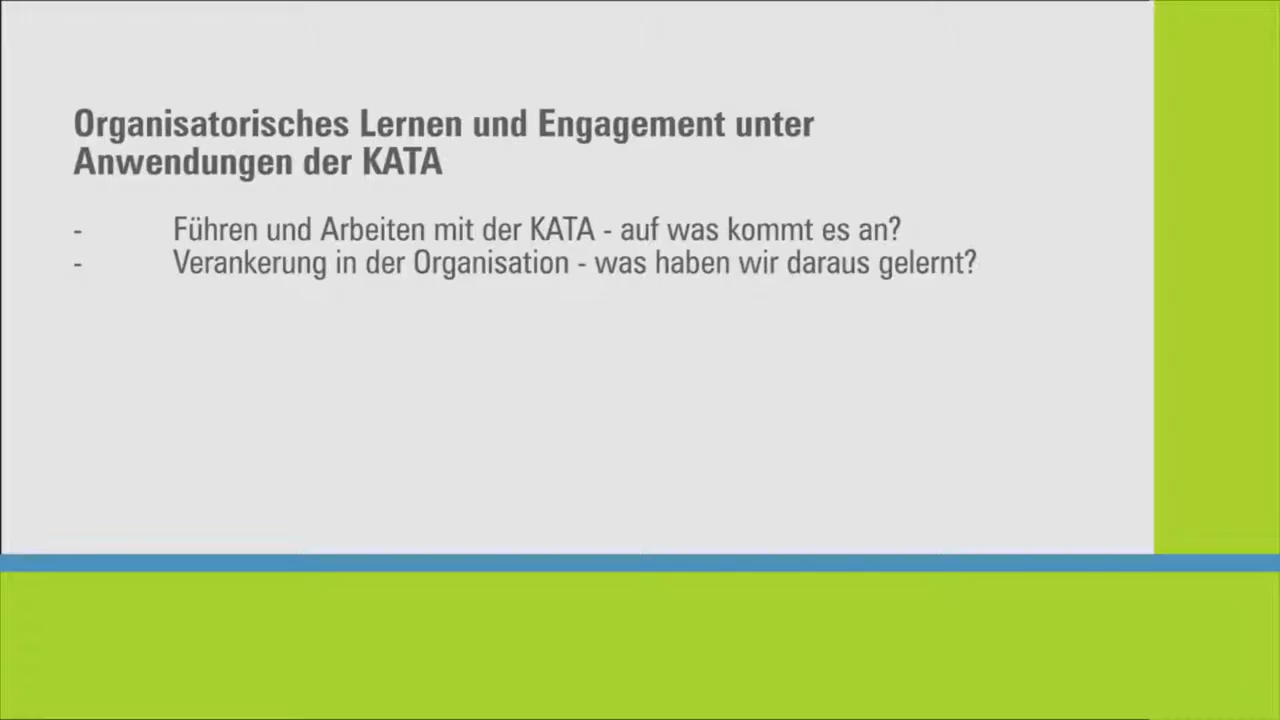 Organisatorisches Lernen und Engagement unter
Anwendungen der KATA
- Führen und Arbeiten mit der KATA - auf was kommt es an?
- Verankerung in der Organisation - was haben wir daraus gelernt?